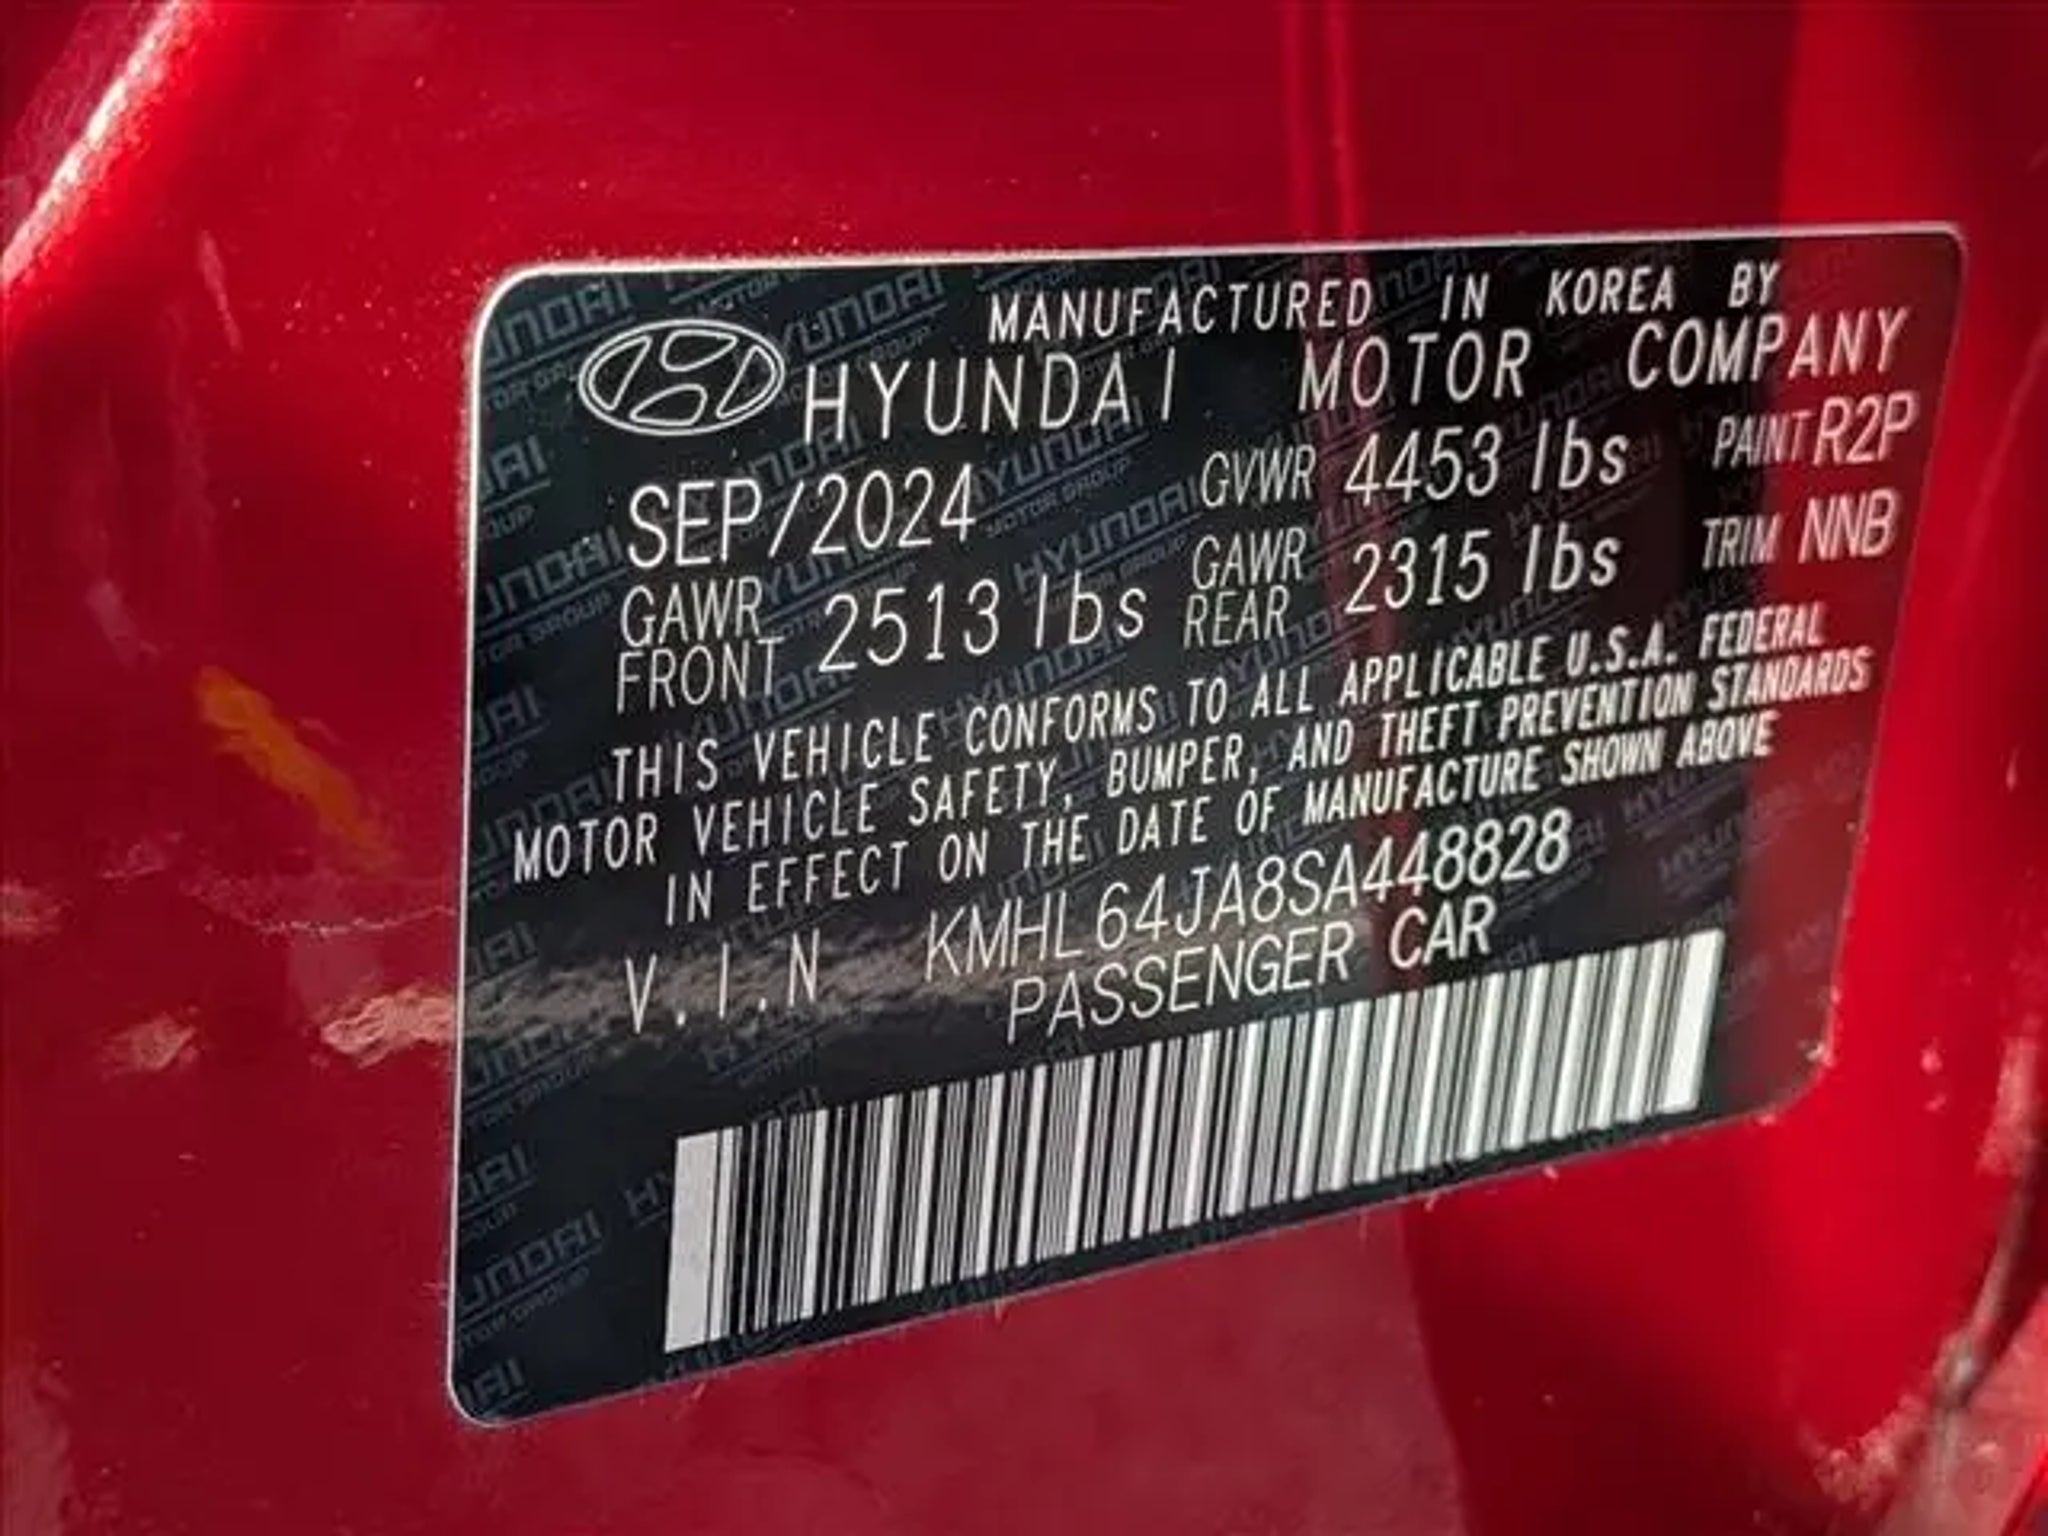 MANUFACTURED IN KOREA BY
HYUNDAI MOTOR COMPANY
SEP/2024 GVWR 4453 lbs PAINT R2P
GAWR FRONT 2513 lbs GAWR REAR 2315 lbs TRIM NNB
THIS VEHICLE CONFORMS TO ALL APPLICABLE U.S.A. FEDERAL
MOTOR VEHICLE SAFETY, BUMPER, AND THEFT PREVENTION STANDARDS
IN EFFECT ON THE DATE OF MANUFACTURE SHOWN ABOVE
V.I.N KMHL64JA8SA448828
PASSENGER CAR